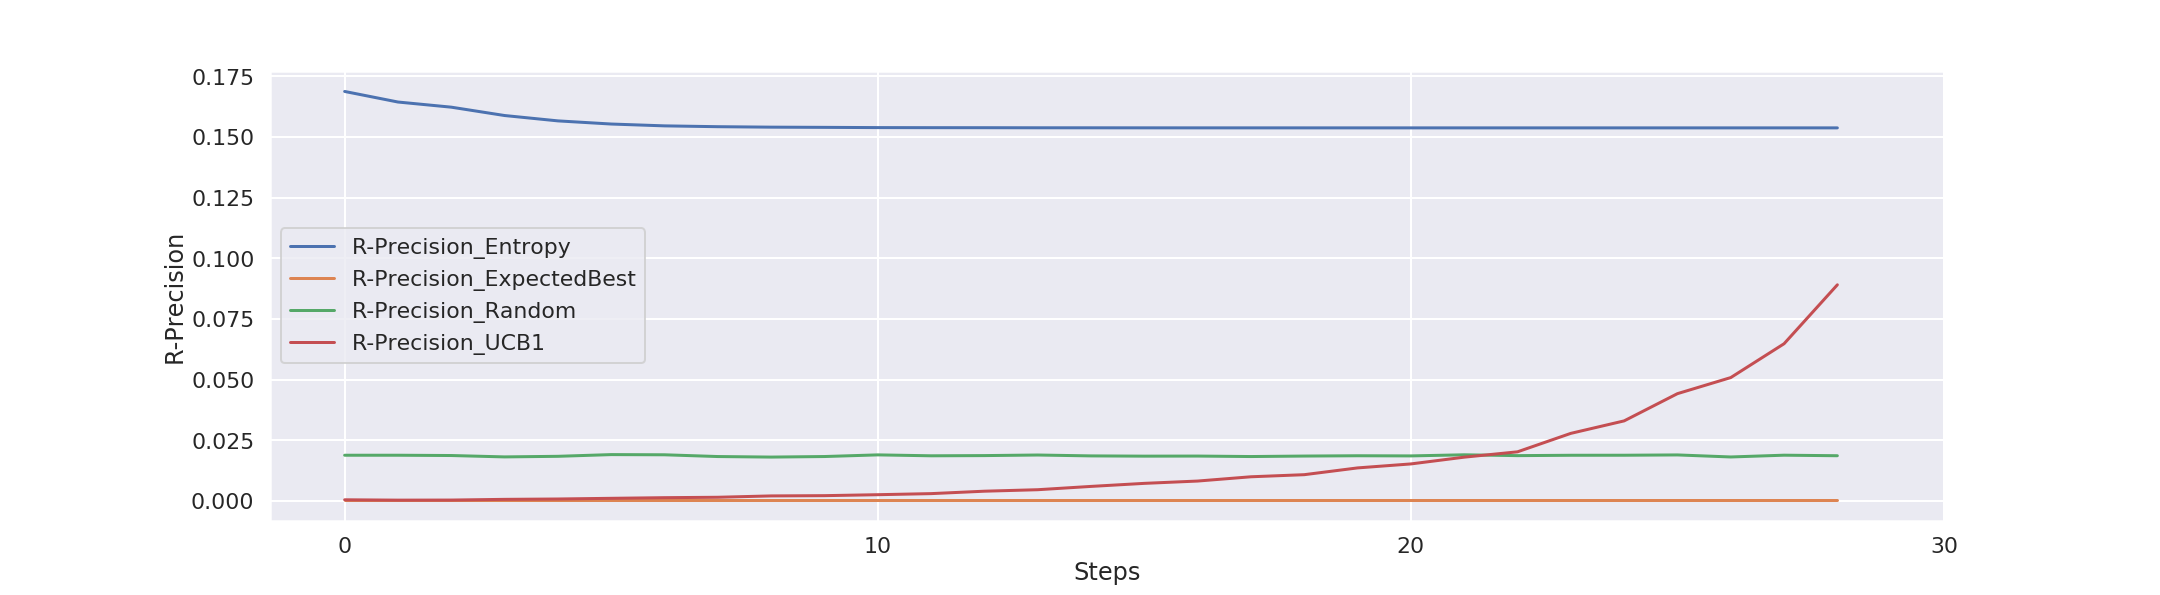 0.175
0.150
0.125
0.100
0.075
0.050
0.025
0.000
R-Precision
R-Precision_Entropy
R-Precision_ExpectedBest
R-Precision_Random
R-Precision_UCB1
0 10 20 30
Steps